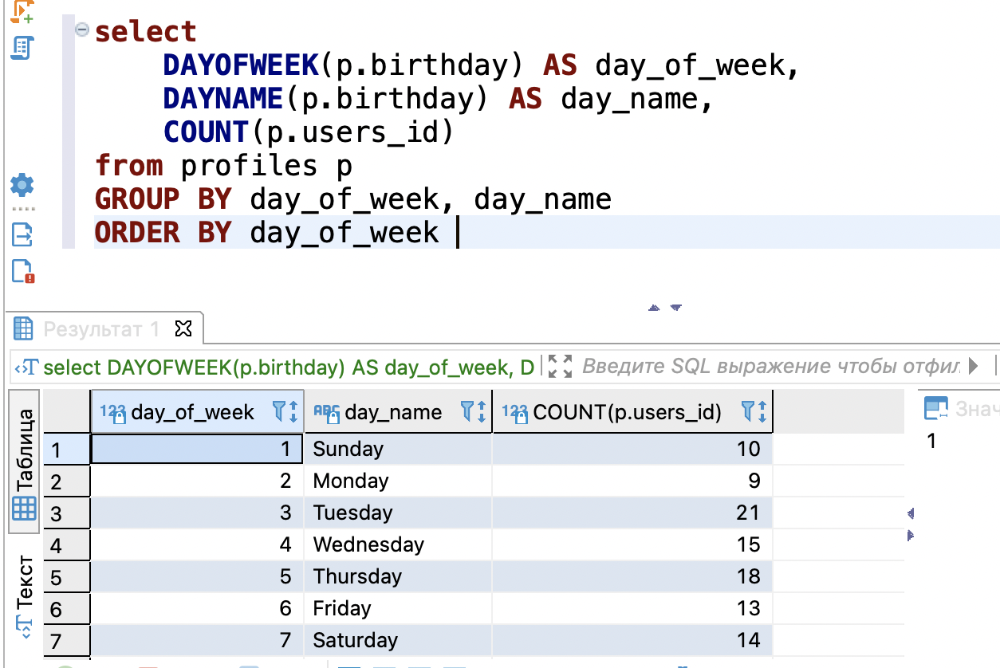 select
DAYOFWEEK(p.birthday) AS day_of_week,
DAYNAME(p.birthday) AS day_name,
COUNT(p.users_id)
from profiles p
GROUP BY day_of_week, day_name
ORDER BY day_of_week
Результат 1
select DAYOFWEEK(p.birthday) AS day_of_week, D
Введите SQL выражение чтобы отфил
Таблица
Текст
123 day_of_week ABC day_name 123 COUNT(p.users_id)
1 1 Sunday 10
2 2 Monday 9
3 3 Tuesday 21
4 4 Wednesday 15
5 5 Thursday 18
6 6 Friday 13
7 7 Saturday 14
Знач
1